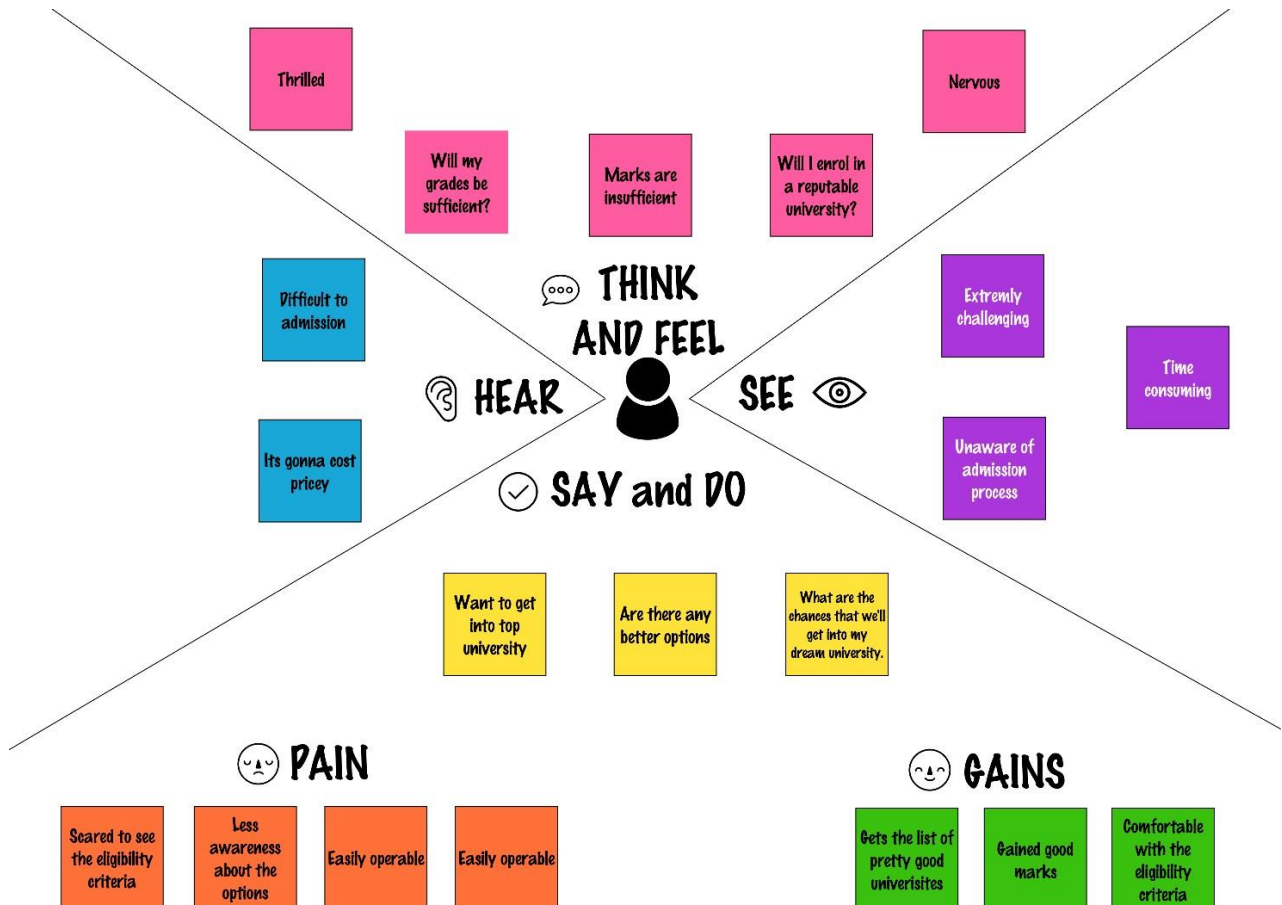 Thrilled
Nervous
Will my
grades be
sufficient?
Marks are
insufficient
Will I enrol in
a reputable
university?
THINK
AND FEEL
Difficult to
admission
HEAR
Its gonna cost
pricey
SEE
Extremly
challenging
Time
consuming
Unaware of
admission
process
SAY and DO
Want to get
into top
university
Are there any
better options
What are the
chances that we'll
get into my
dream university.
PAIN
Scared to see
the eligibility
criteria
Less
awareness
about the
options
Easily operable
Easily operable
GAINS
Gets the list of
pretty good
univerisites
Gained good
marks
Comfortable
with the
eligibility
criteria